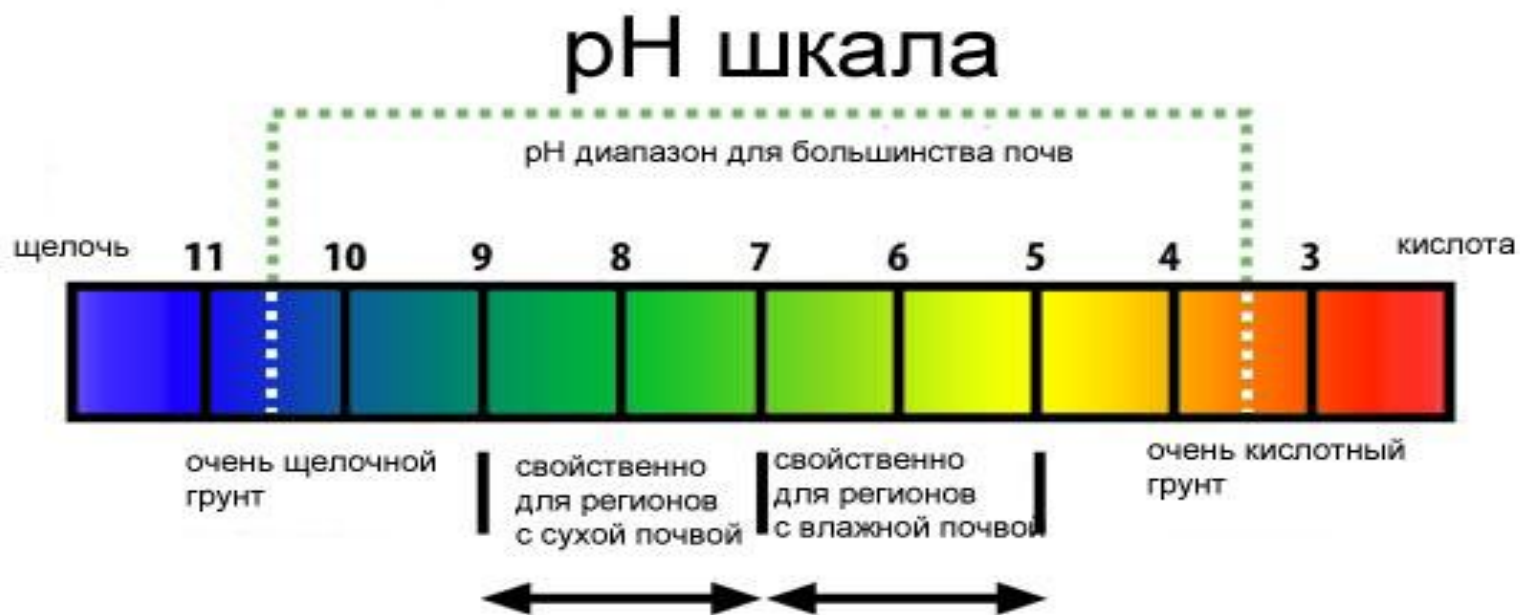 pH шкала
pH диапазон для большинства почв
щелочь 11 10 9 8 7 6 5 4 3 кислота
очень щелочной
грунт
свойственно
для регионов
с сухой почвой
свойственно
для регионов
с влажной почвой
очень кислотный
грунт